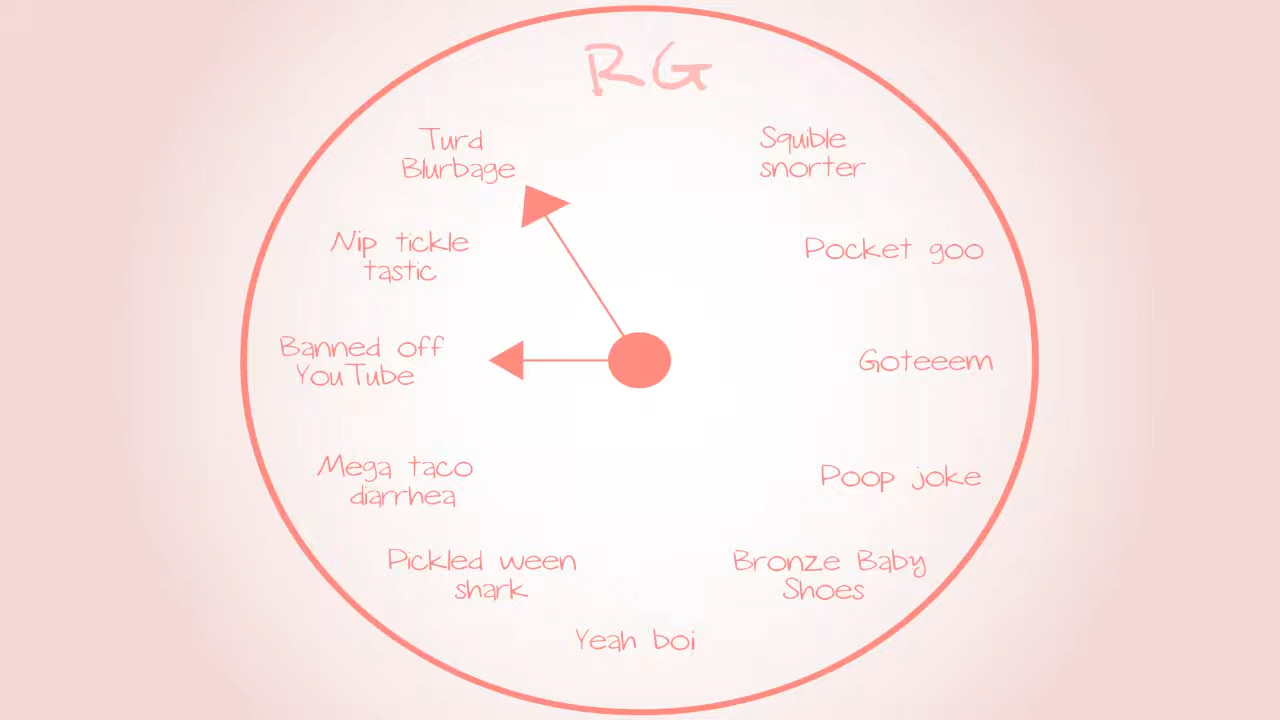 RG
Squible
snorter
Pocket goo
Goteeem
Poop joke
Bronze Baby
Shoes
Yeah boi
Pickled ween
shark
Mega taco
diarrhea
Banned off
YouTube
Nip tickle
tastic
Turd
Blurbage